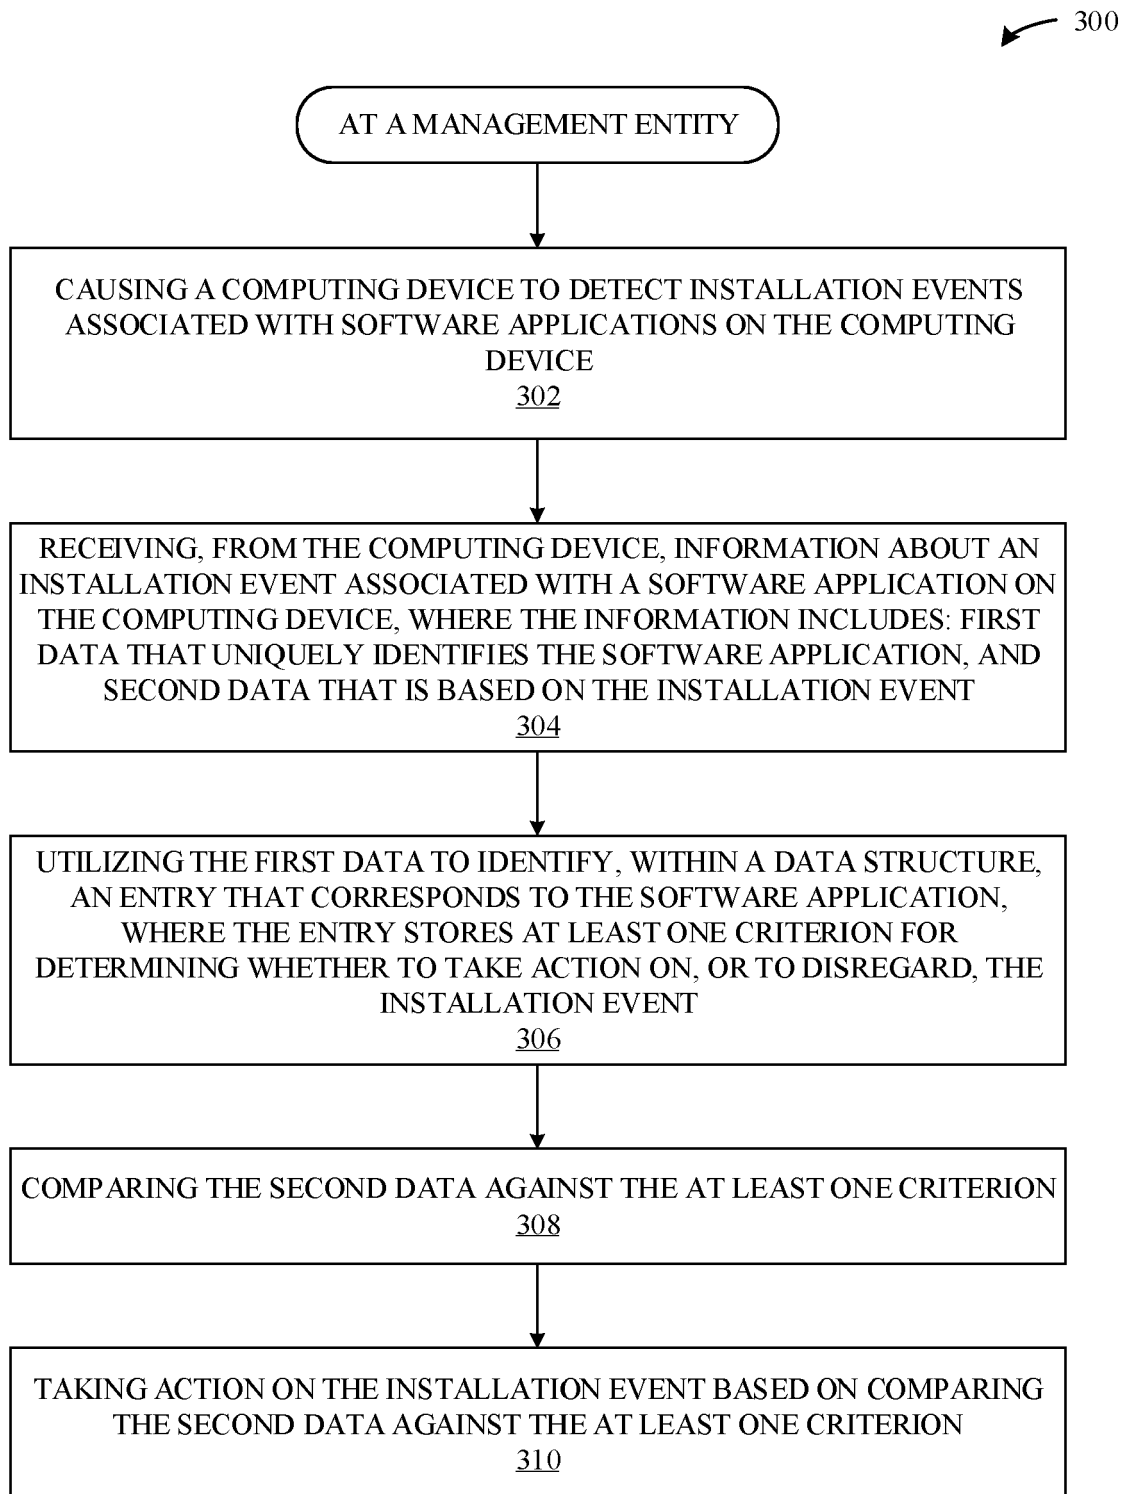 300
AT A MANAGEMENT ENTITY
CAUSING A COMPUTING DEVICE TO DETECT INSTALLATION EVENTS
ASSOCIATED WITH SOFTWARE APPLICATIONS ON THE COMPUTING
DEVICE
302
RECEIVING, FROM THE COMPUTING DEVICE, INFORMATION ABOUT AN
INSTALLATION EVENT ASSOCIATED WITH A SOFTWARE APPLICATION ON
THE COMPUTING DEVICE, WHERE THE INFORMATION INCLUDES: FIRST
DATA THAT UNIQUELY IDENTIFIES THE SOFTWARE APPLICATION, AND
SECOND DATA THAT IS BASED ON THE INSTALLATION EVENT
304
UTILIZING THE FIRST DATA TO IDENTIFY, WITHIN A DATA STRUCTURE,
AN ENTRY THAT CORRESPONDS TO THE SOFTWARE APPLICATION,
WHERE THE ENTRY STORES AT LEAST ONE CRITERION FOR
DETERMINING WHETHER TO TAKE ACTION ON, OR TO DISREGARD, THE
INSTALLATION EVENT
306
COMPARING THE SECOND DATA AGAINST THE AT LEAST ONE CRITERION
308
TAKING ACTION ON THE INSTALLATION EVENT BASED ON COMPARING
THE SECOND DATA AGAINST THE AT LEAST ONE CRITERION
310